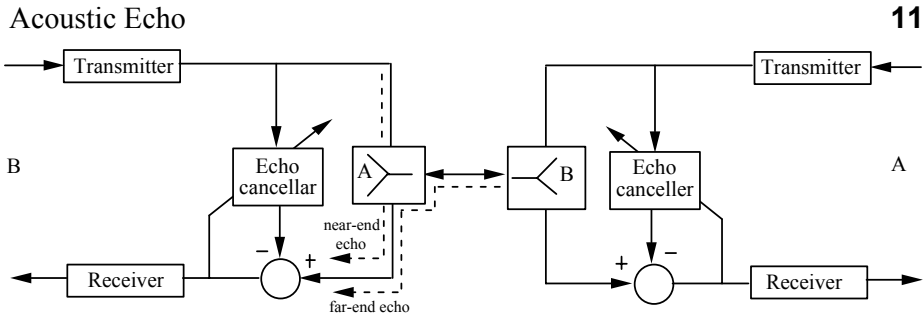 Acoustic Echo 11
Transmitter Transmitter
B A
Echo
cancellar
A
B
Echo
canceller
near-end
echo
− +
+ −
Receiver Receiver
far-end echo